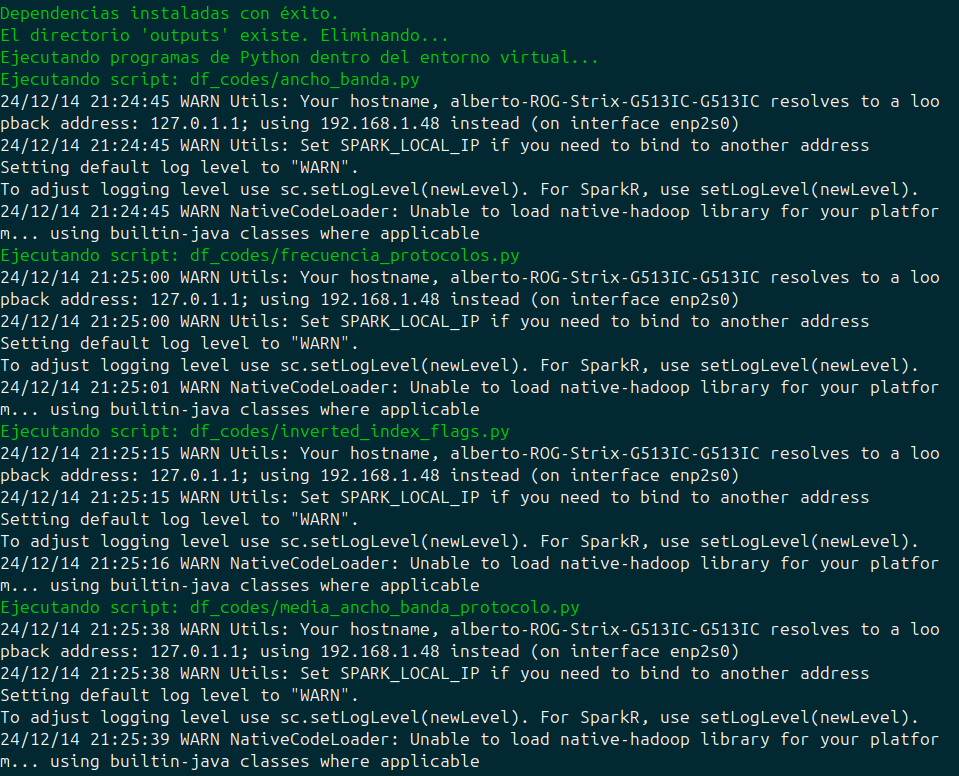 Dependencias instaladas con éxito.
El directorio 'outputs' existe. Eliminando...
Ejecutando programas de Python dentro del entorno virtual...
Ejecutando script: df_codes/ancho_banda.py
24/12/14 21:24:45 WARN Utils: Your hostname, alberto-ROG-Strix-G513IC-G513IC resolves to a loo
pback address: 127.0.1.1; using 192.168.1.48 instead (on interface enp2s0)
24/12/14 21:24:45 WARN Utils: Set SPARK_LOCAL_IP if you need to bind to another address
Setting default log level to "WARN".
To adjust logging level use sc.setLogLevel(newLevel). For SparkR, use setLogLevel(newLevel).
24/12/14 21:24:45 WARN NativeCodeLoader: Unable to load native-hadoop library for your platfor
m... using builtin-java classes where applicable
Ejecutando script: df_codes/frecuencia_protocolos.py
24/12/14 21:25:00 WARN Utils: Your hostname, alberto-ROG-Strix-G513IC-G513IC resolves to a loo
pback address: 127.0.1.1; using 192.168.1.48 instead (on interface enp2s0)
24/12/14 21:25:00 WARN Utils: Set SPARK_LOCAL_IP if you need to bind to another address
Setting default log level to "WARN".
To adjust logging level use sc.setLogLevel(newLevel). For SparkR, use setLogLevel(newLevel).
24/12/14 21:25:01 WARN NativeCodeLoader: Unable to load native-hadoop library for your platfor
m... using builtin-java classes where applicable
Ejecutando script: df_codes/inverted_index_flags.py
24/12/14 21:25:15 WARN Utils: Your hostname, alberto-ROG-Strix-G513IC-G513IC resolves to a loo
pback address: 127.0.1.1; using 192.168.1.48 instead (on interface enp2s0)
24/12/14 21:25:15 WARN Utils: Set SPARK_LOCAL_IP if you need to bind to another address
Setting default log level to "WARN".
To adjust logging level use sc.setLogLevel(newLevel). For SparkR, use setLogLevel(newLevel).
24/12/14 21:25:16 WARN NativeCodeLoader: Unable to load native-hadoop library for your platfor
m... using builtin-java classes where applicable
Ejecutando script: df_codes/media_ancho_banda_protocolo.py
24/12/14 21:25:38 WARN Utils: Your hostname, alberto-ROG-Strix-G513IC-G513IC resolves to a loo
pback address: 127.0.1.1; using 192.168.1.48 instead (on interface enp2s0)
24/12/14 21:25:38 WARN Utils: Set SPARK_LOCAL_IP if you need to bind to another address
Setting default log level to "WARN".
To adjust logging level use sc.setLogLevel(newLevel). For SparkR, use setLogLevel(newLevel).
24/12/14 21:25:39 WARN NativeCodeLoader: Unable to load native-hadoop library for your platfor
m... using builtin-java classes where applicable